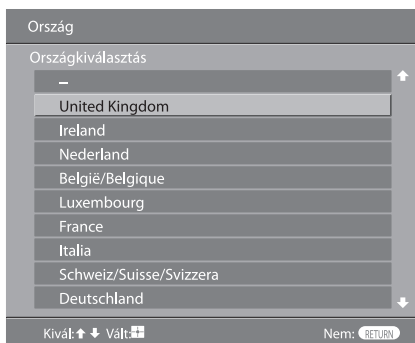 Ország
Országkiválasztás
–
United Kingdom
Ireland
Nederland
België/Belgique
Luxembourg
France
Italia
Schweiz/Suisse/Svizzera
Deutschland
Kivál: Vált: Nem: RETURN